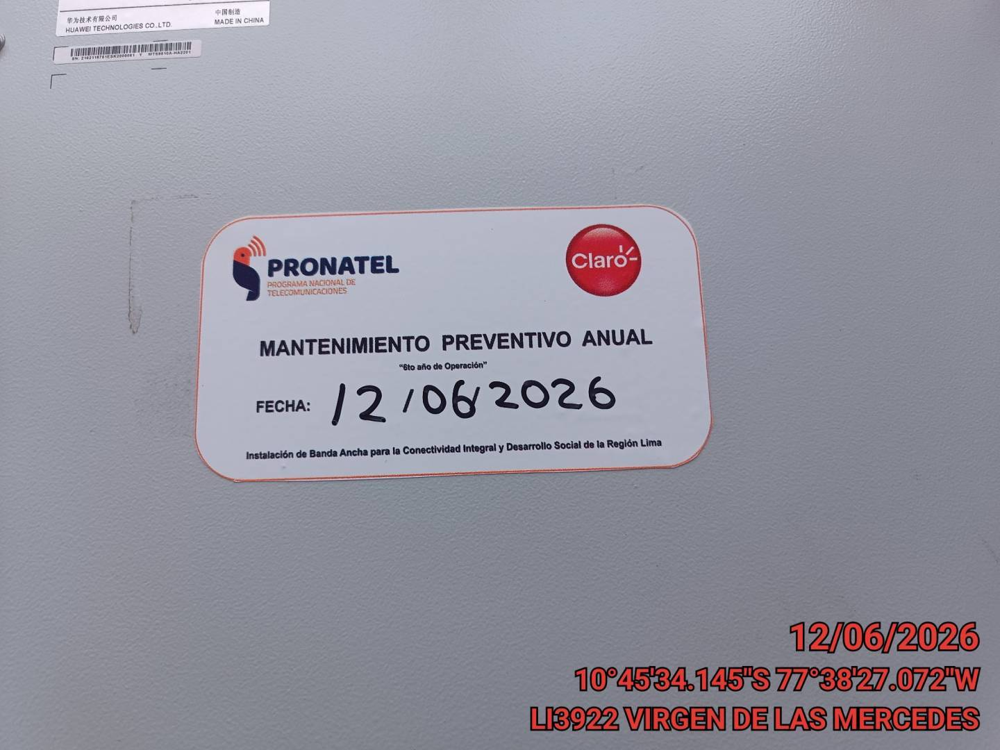 华为技术有限公司
中国制造
HUAWEI TECHNOLOGIES CO.,LTD.
MADE IN CHINA
PRONATEL
PROGRAMA NACIONAL DE
TELECOMUNICACIONES
Claro
MANTENIMIENTO PREVENTIVO ANUAL
“6to año de Operación”
FECHA: 12/06/2026
Instalación de Banda Ancha para la Conectividad Integral y Desarrollo Social de la Región Lima
12/06/2026
10°45'34.145"S 77°38'27.072"W
LI3922 VIRGEN DE LAS MERCEDES